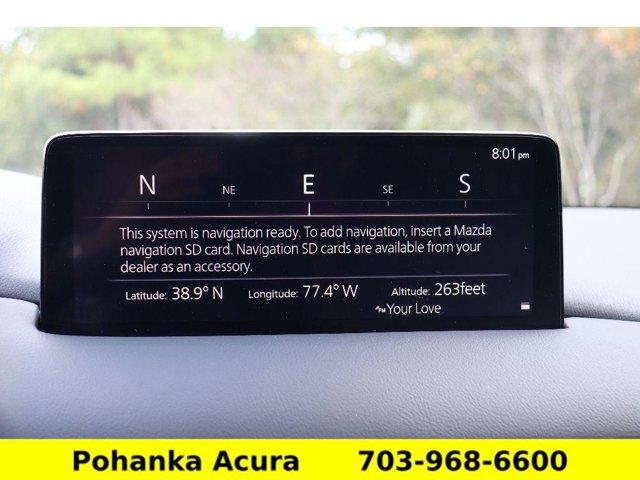 8:01pm
N NE E SE S
This system is navigation ready. To add navigation, insert a Mazda
navigation SD card. Navigation SD cards are available from your
dealer as an accessory.
Latitude: 38.9° N Longitude: 77.4° W Altitude: 263feet
FM Your Love
Pohanka Acura 703-968-6600